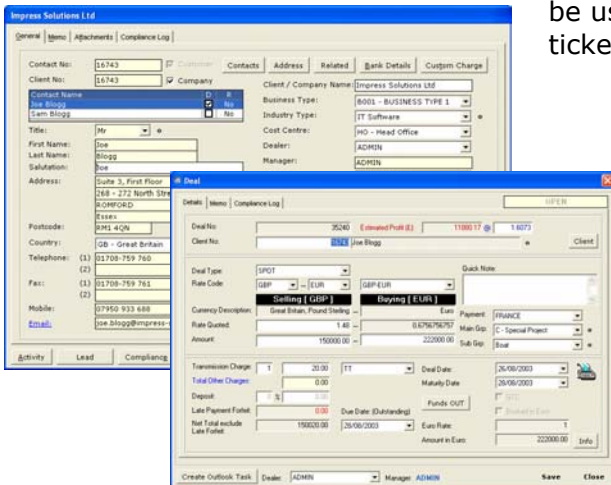 be us
ticke
Impress Solutions Ltd
General Memo Attachments Compliance Log
Contact No: 16743 Customer Contacts Address Related Bank Details Custom Charge
Client No: 16743 Company
Client / Company Name: Impress Solutions Ltd
Contact Name D R
Joe Blogg No
Sam Blogg No
Business Type: B001 - BUSINESS TYPE 1
Industry Type: IT Software
Cost Centre: HO - Head Office
Dealer: ADMIN
Manager: ADMIN
Title: Mr
First Name: Joe
Last Name: Blogg
Salutation: Joe
Address: Suite 3, First Floor
268 - 272 North Stre
ROMFORD
Essex
Postcode: RM1 4QN
Country: GB - Great Britain
Telephone: (1) 01708-759 760
(2)
Fax: (1) 01708-759 761
(2)
Mobile: 07950 933 688
Email: joe.blogg@impress-
Activity Lead Compliance
Deal
Details Memo Compliance Log OPEN
Deal No: 35240 Estimated Profit (£) 11080.17 @ 1.6073
Client No: 16743 Joe Blogg Client
Deal Type: SPOT Quick Note
Rate Code: GBP - EUR GBP-EUR
Selling [ GBP ] Buying [ EUR ]
Currency Description: Great Britain, Pound Sterling -- Euro
Rate Quoted: 1.48 -- 0.6756756757
Amount: 150000.00 -- 222000.00
Payment: FRANCE
Main Grp: C - Special Project
Sub Grp: Boat
Transmission Charge: 1 20.00 TT
Total Other Charges: 0.00
Deposit: 0 % 0.00
Late Payment Forfeit: 0.00 Due Date: (Outstanding)
Net Total exclude
Late Forfeit: 150020.00 28/08/2003
Deal Date: 26/08/2003
Maturity Date: 28/08/2003
Funds OUT
Euro Rate: 1
Amount in Euro: 222000.00 Info
Create Outlook Task Dealer: ADMIN Manager: ADMIN Save Close